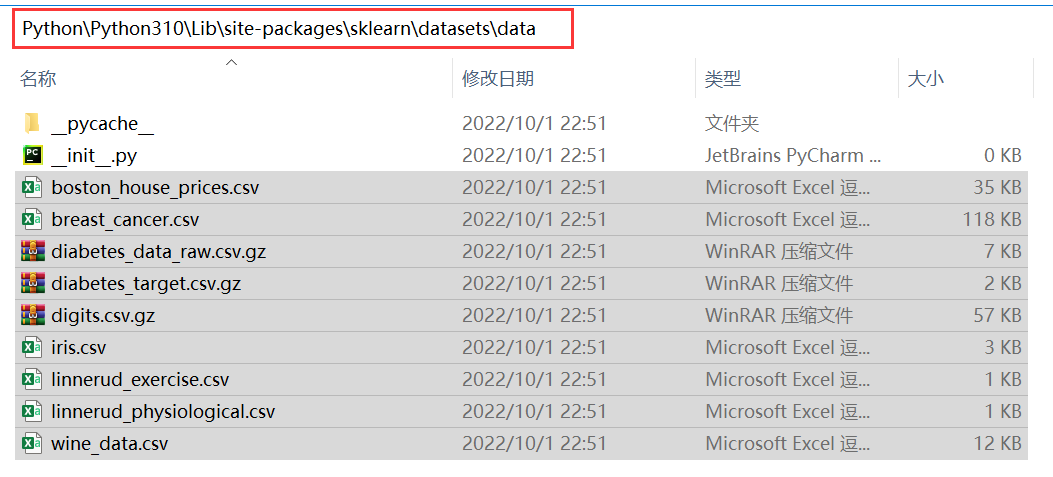 Python\Python310\Lib\site-packages\sklearn\datasets\data
名称 修改日期 类型 大小
__pycache__ 2022/10/1 22:51 文件夹
__init__.py 2022/10/1 22:51 JetBrains PyCharm ... 0 KB
boston_house_prices.csv 2022/10/1 22:51 Microsoft Excel 逗... 35 KB
breast_cancer.csv 2022/10/1 22:51 Microsoft Excel 逗... 118 KB
diabetes_data_raw.csv.gz 2022/10/1 22:51 WinRAR 压缩文件 7 KB
diabetes_target.csv.gz 2022/10/1 22:51 WinRAR 压缩文件 2 KB
digits.csv.gz 2022/10/1 22:51 WinRAR 压缩文件 57 KB
iris.csv 2022/10/1 22:51 Microsoft Excel 逗... 3 KB
linnerud_exercise.csv 2022/10/1 22:51 Microsoft Excel 逗... 1 KB
linnerud_physiological.csv 2022/10/1 22:51 Microsoft Excel 逗... 1 KB
wine_data.csv 2022/10/1 22:51 Microsoft Excel 逗... 12 KB